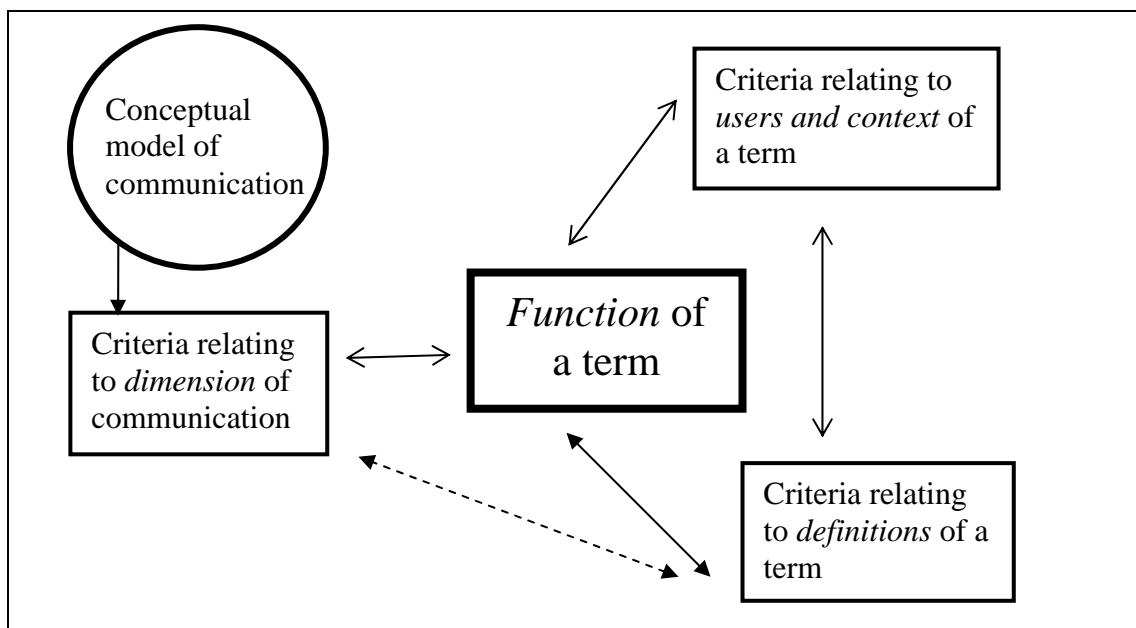 Conceptual
model of
communication
Criteria relating to
users and context of
a term
Function of
a term
Criteria relating
to dimension of
communication
Criteria relating
to definitions of a
term